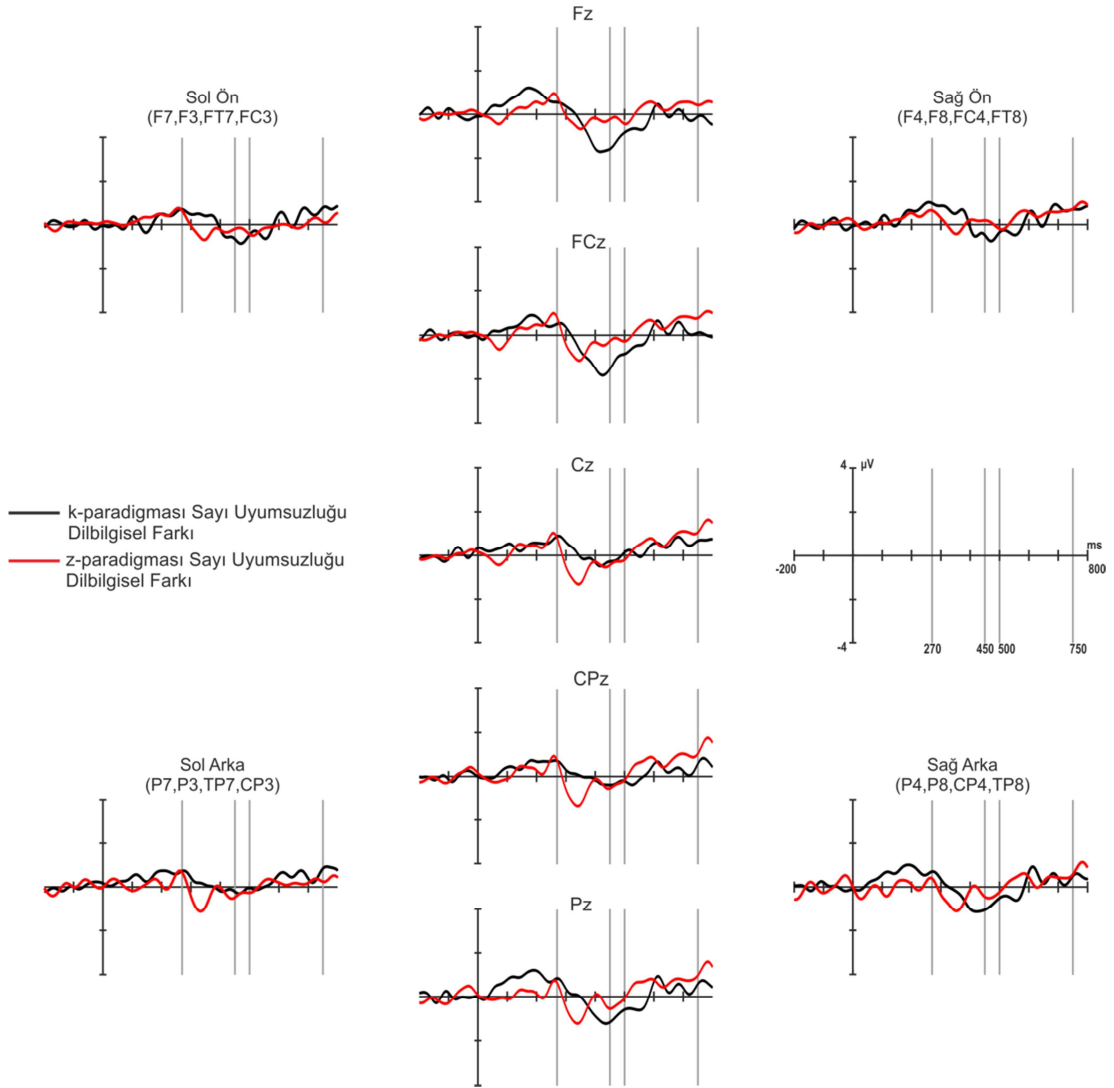 Fz
Sol Ön
(F7,F3,FT7,FC3)
Sağ Ön
(F4,F8,FC4,FT8)
FCz
Cz
k-paradigması Sayı Uyumsuzluğu
Dilbilgisel Farkı
z-paradigması Sayı Uyumsuzluğu
Dilbilgisel Farkı
4 µV
ms
-200 800
-4 270 450 500 750
CPz
Sol Arka
(P7,P3,TP7,CP3)
Sağ Arka
(P4,P8,CP4,TP8)
Pz